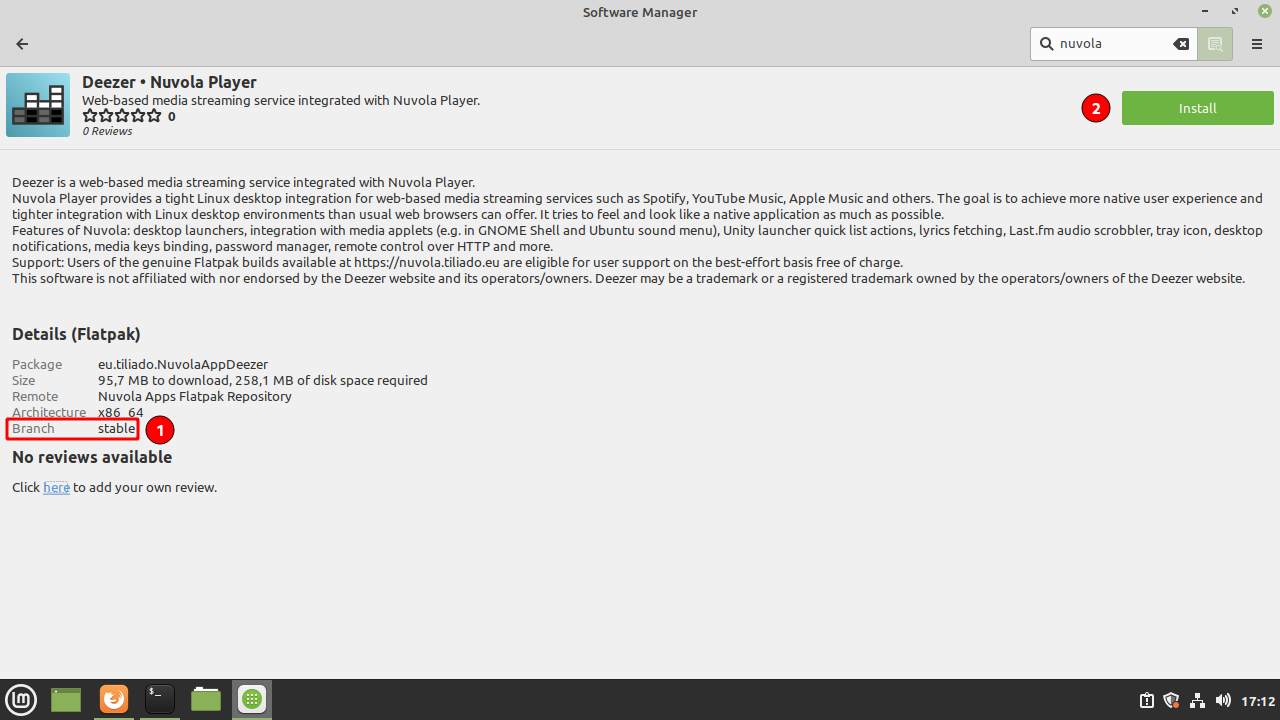 Software Manager
nuvola
Deezer • Nuvola Player
Web-based media streaming service integrated with Nuvola Player.
0
0 Reviews
2
Install
Deezer is a web-based media streaming service integrated with Nuvola Player.
Nuvola Player provides a tight Linux desktop integration for web-based media streaming services such as Spotify, YouTube Music, Apple Music and others. The goal is to achieve more native user experience and
tighter integration with Linux desktop environments than usual web browsers can offer. It tries to feel and look like a native application as much as possible.
Features of Nuvola: desktop launchers, integration with media applets (e.g. in GNOME Shell and Ubuntu sound menu), Unity launcher quick list actions, lyrics fetching, Last.fm audio scrobbler, tray icon, desktop
notifications, media keys binding, password manager, remote control over HTTP and more.
Support: Users of the genuine Flatpak builds available at https://nuvola.tiliado.eu are eligible for user support on the best-effort basis free of charge.
This software is not affiliated with nor endorsed by the Deezer website and its operators/owners. Deezer may be a trademark or a registered trademark owned by the operators/owners of the Deezer website.
Details (Flatpak)
Package eu.tiliado.NuvolaAppDeezer
Size 95,7 MB to download, 258,1 MB of disk space required
Remote Nuvola Apps Flatpak Repository
Architecture x86_64
Branch stable 1
No reviews available
Click here to add your own review.
$_
17:12